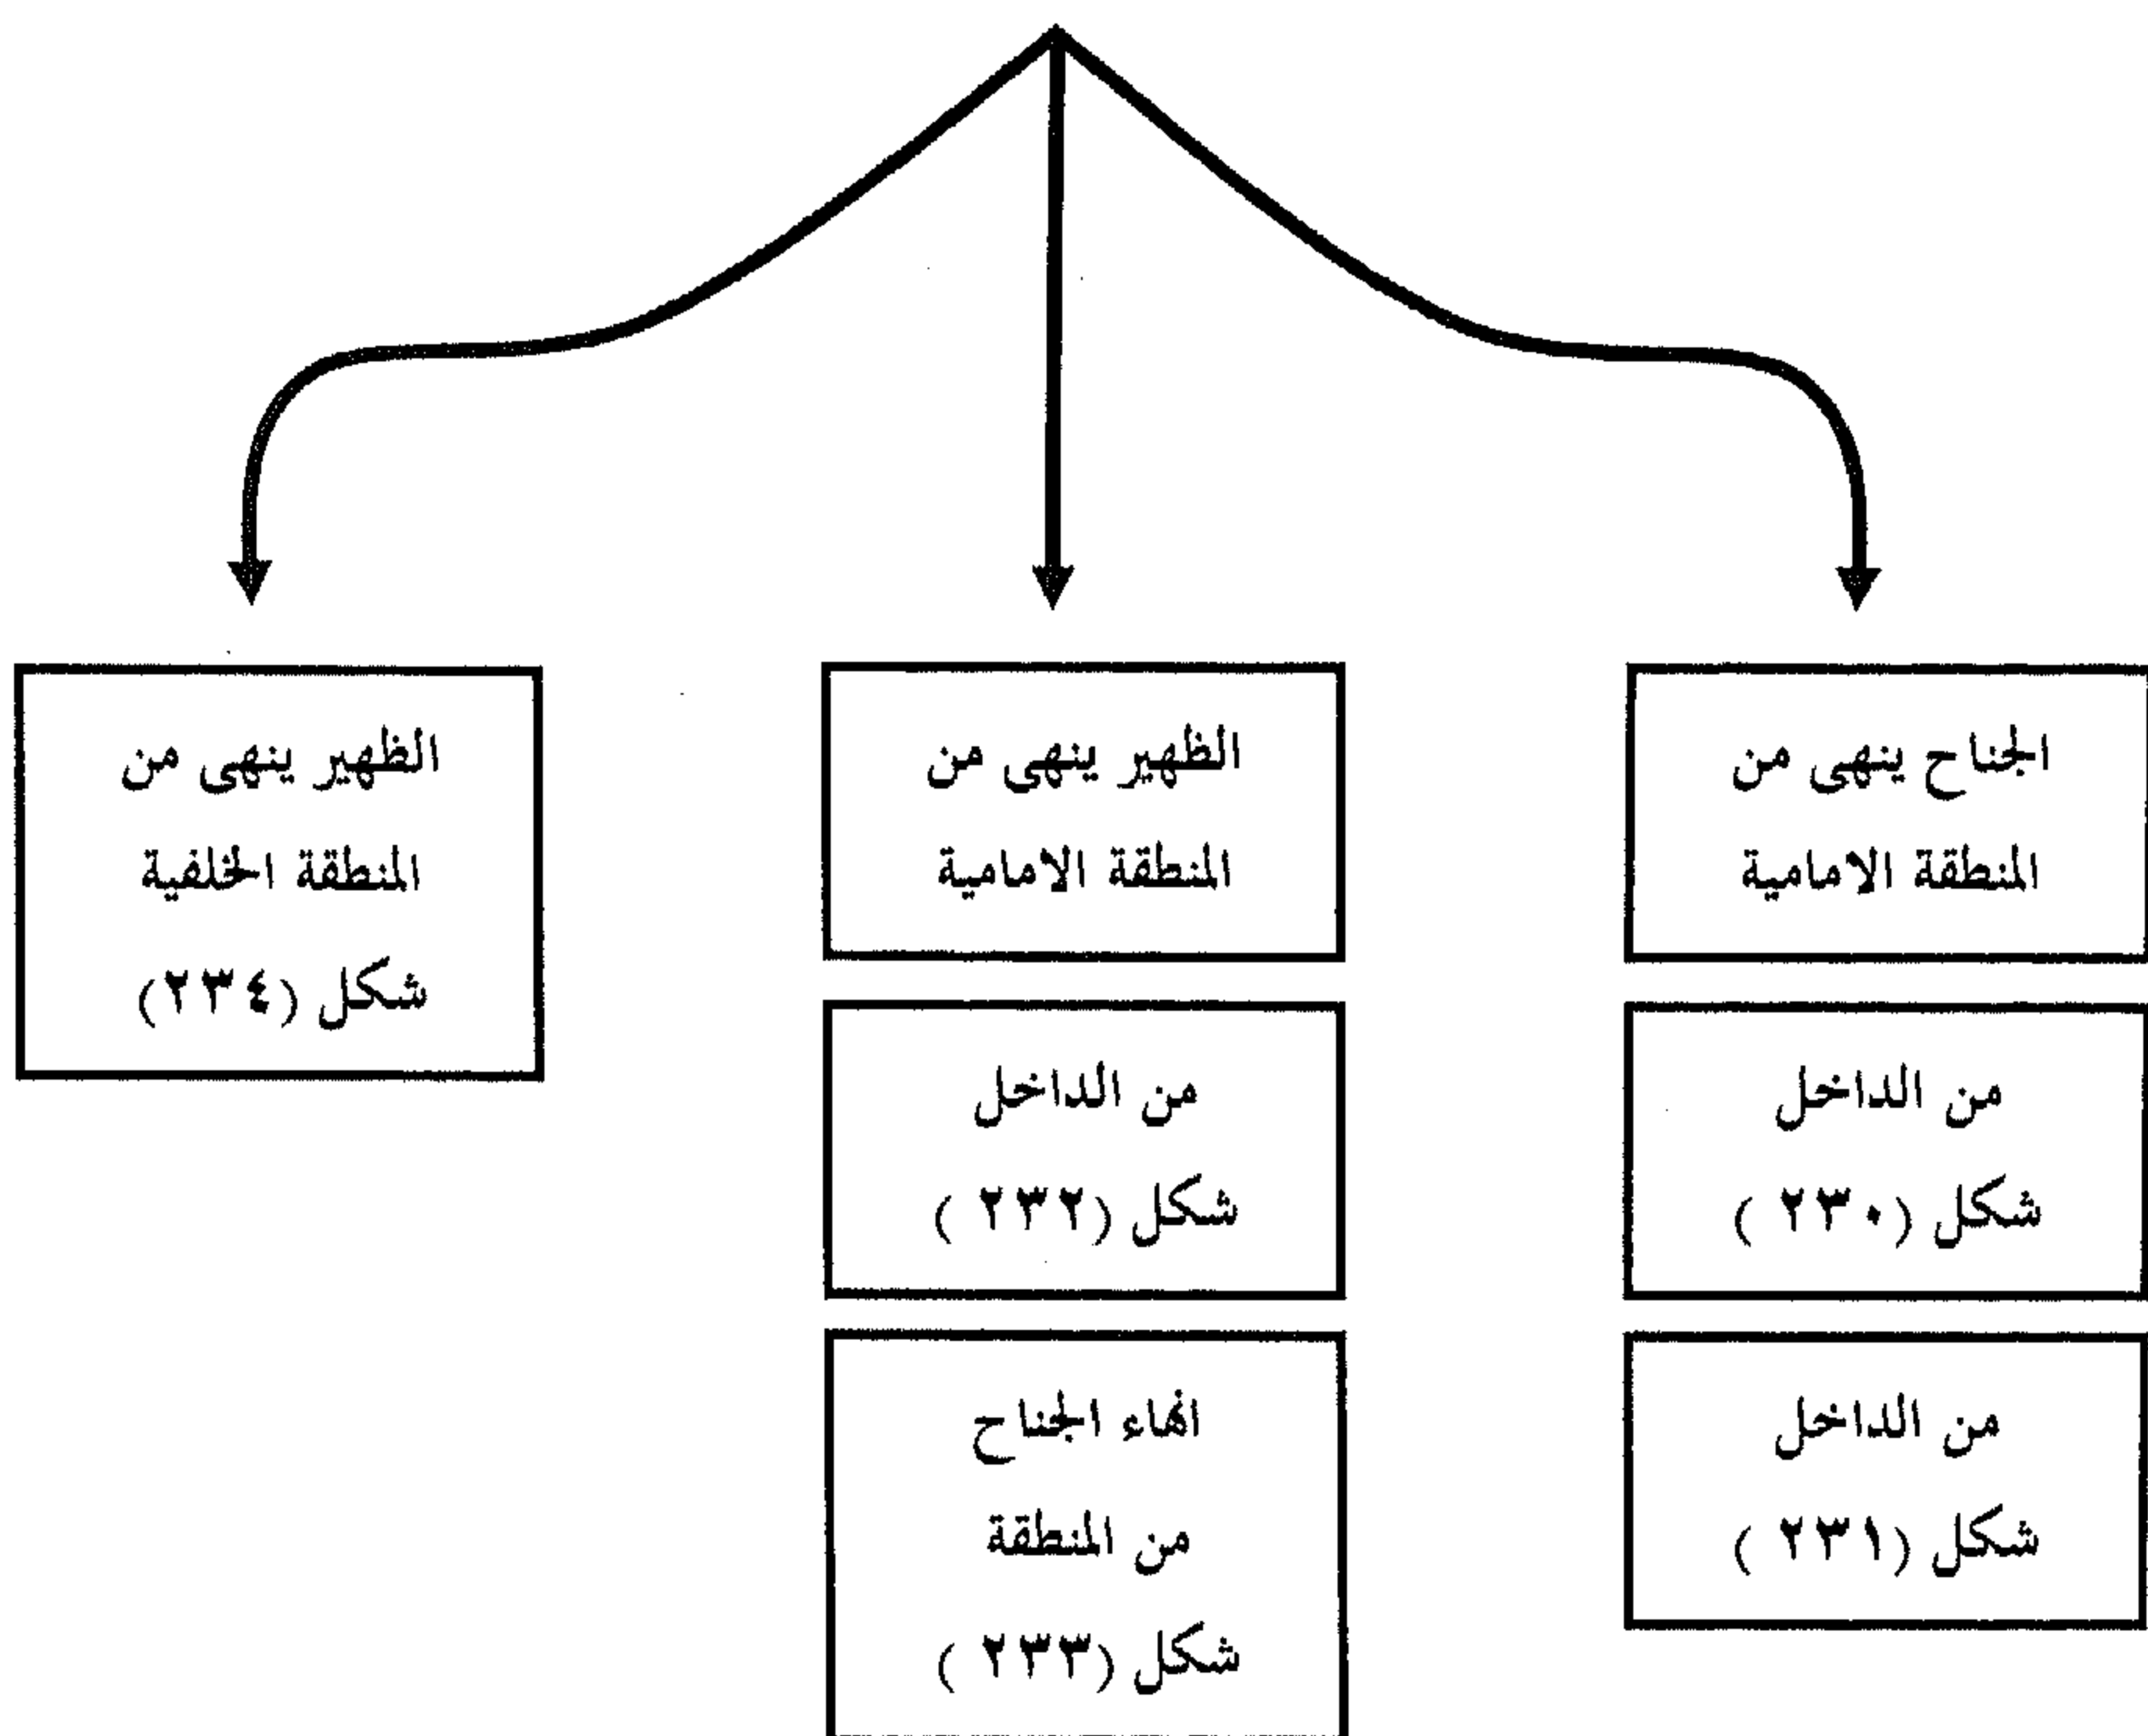 الجناح ينهى من
المنطقة الامامية
من الداخل
شكل (٢٣٠ )
من الداخل
شكل (٢٣١ )
الظهير ينهى من
المنطقة الامامية
من الداخل
شكل (٢٣٢ )
انهاء الجناح
من المنطقة
شكل (٢٣٣ )
الظهير ينهى من
المنطقة الخلفية
شكل (٢٣٤)